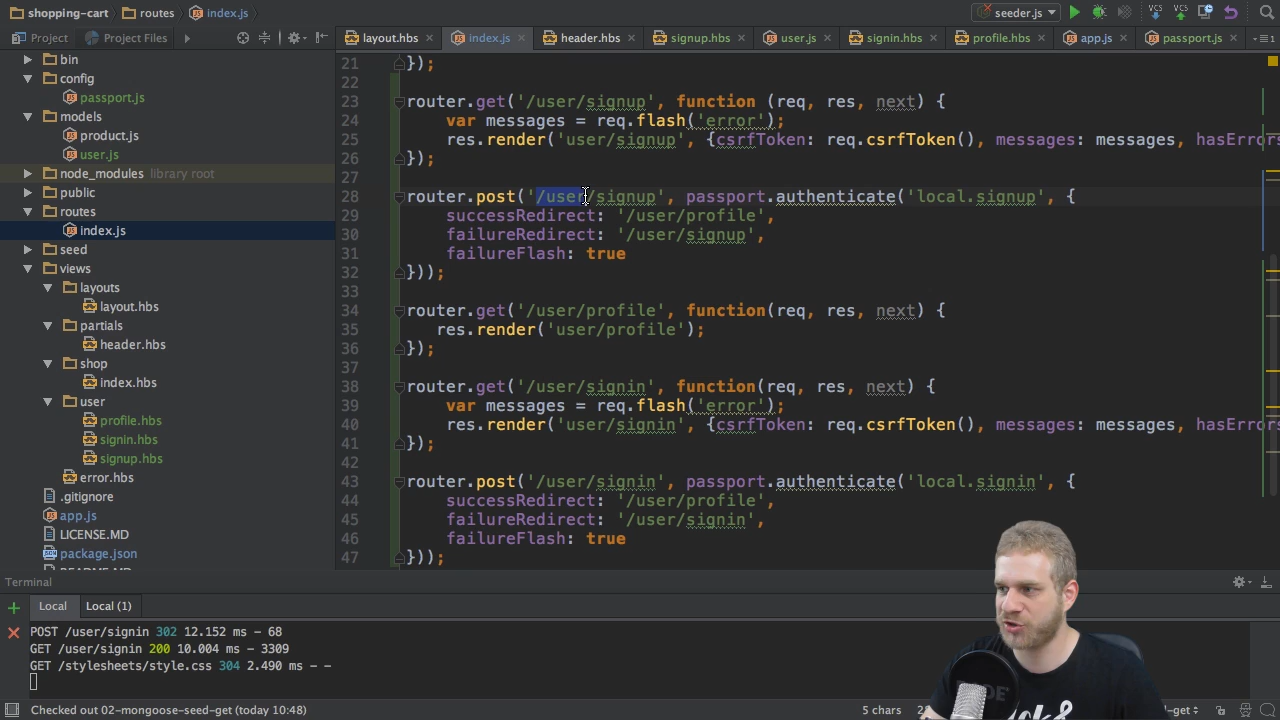 shopping-cart routes index.js seeder.js VCS VCS
Project Project Files layout.hbs index.js header.hbs signup.hbs user.js signin.hbs profile.hbs app.js passport.js
bin
config
passport.js
models
product.js
user.js
node_modules library root
public
routes
index.js
seed
views
layouts
layout.hbs
partials
header.hbs
shop
index.hbs
user
profile.hbs
signin.hbs
signup.hbs
error.hbs
.gitignore
app.js
LICENSE.MD
package.json
README.MD
21 });
22
23 router.get('/user/signup', function (req, res, next) {
24 var messages = req.flash('error');
25 res.render('user/signup', {csrfToken: req.csrfToken(), messages: messages, hasErrors
26 });
27
28 router.post('/user/signup', passport.authenticate('local.signup', {
29 successRedirect: '/user/profile',
30 failureRedirect: '/user/signup',
31 failureFlash: true
32 }));
33
34 router.get('/user/profile', function(req, res, next) {
35 res.render('user/profile');
36 });
37
38 router.get('/user/signin', function(req, res, next) {
39 var messages = req.flash('error');
40 res.render('user/signin', {csrfToken: req.csrfToken(), messages: messages, hasErrors
41 });
42
43 router.post('/user/signin', passport.authenticate('local.signin', {
44 successRedirect: '/user/profile',
45 failureRedirect: '/user/signin',
46 failureFlash: true
47 }));
Terminal
Local Local (1)
POST /user/signin 302 12.152 ms - 68
GET /user/signin 200 10.004 ms - 3309
GET /stylesheets/style.css 304 2.490 ms - -
Checked out 02-mongoose-seed-get (today 10:48) 5 chars